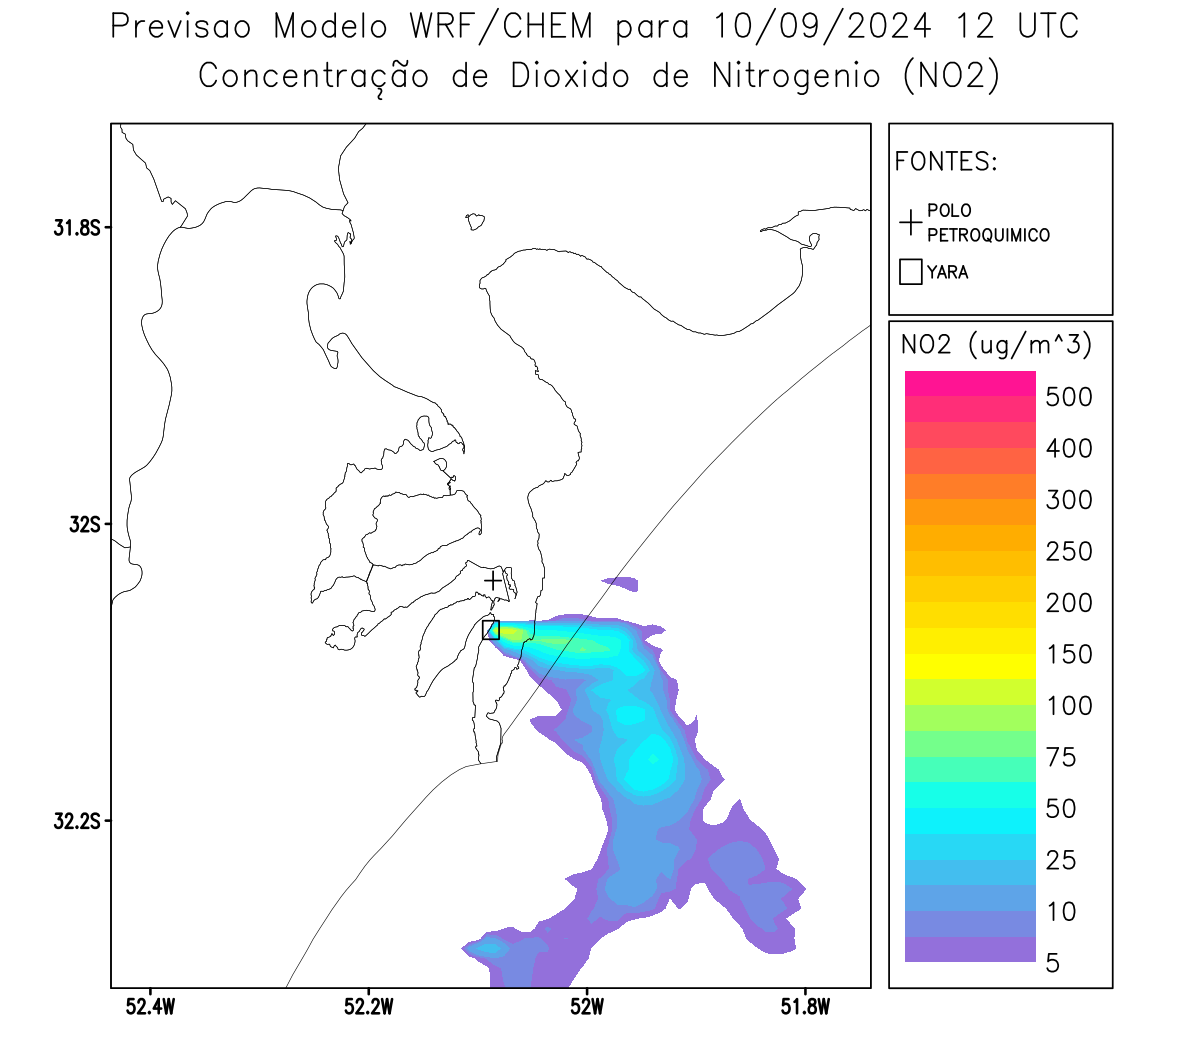 Previsao Modelo WRF/CHEM para 10/09/2024 12 UTC
Concentração de Dioxido de Nitrogenio (NO2)
FONTES:
POLO
PETROQUIMICO
YARA
NO2 (ug/m^3)
500
400
300
250
200
150
100
75
50
25
10
5
31.8S
32S
32.2S
52.4W
52.2W
52W
51.8W